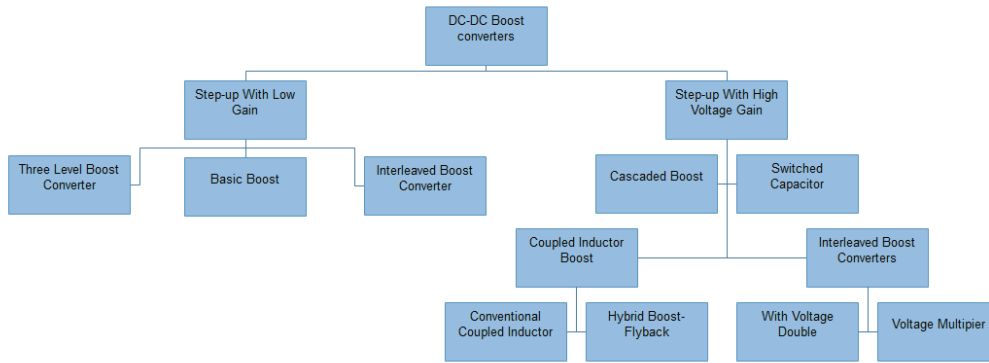 DC-DC Boost
converters
Step-up With Low
Gain
Step-up With High
Voltage Gain
Three Level Boost
Converter
Basic Boost
Interleaved Boost
Converter
Cascaded Boost
Switched
Capacitor
Coupled Inductor
Boost
Interleaved Boost
Converters
Conventional
Coupled Inductor
Hybrid Boost-
Flyback
With Voltage
Double
Voltage Multipier